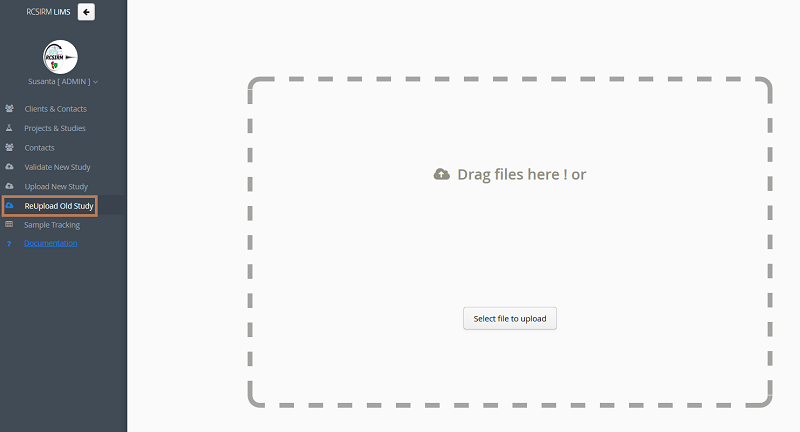 RCSIRM LIMS
RCSIRM
Susanta [ ADMIN ]
Clients & Contacts
Projects & Studies
Contacts
Validate New Study
Upload New Study
ReUpload Old Study
Sample Tracking
? Documentation
Drag files here ! or
Select file to upload